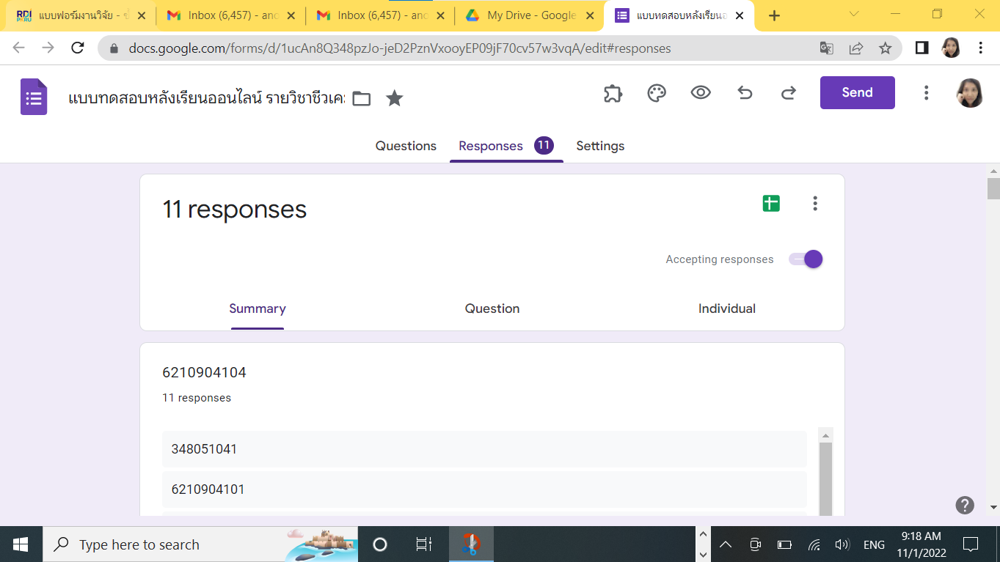 RDI PKRU แบบฟอร์มงานวิจัย - Inbox (6,457) - ano Inbox (6,457) - ano My Drive - Google แบบทดสอบหลังเรียนอ
docs.google.com/forms/d/1ucAn8Q348pzJo-jeD2PznVxooyEP09jF70cv57w3vqA/edit#responses
แบบทดสอบหลังเรียนออนไลน์ รายวิชาชีวเค
Send
Questions Responses 11 Settings
11 responses
Accepting responses
Summary Question Individual
6210904104
11 responses
348051041
6210904101
Type here to search
ENG
9:18 AM
11/1/2022